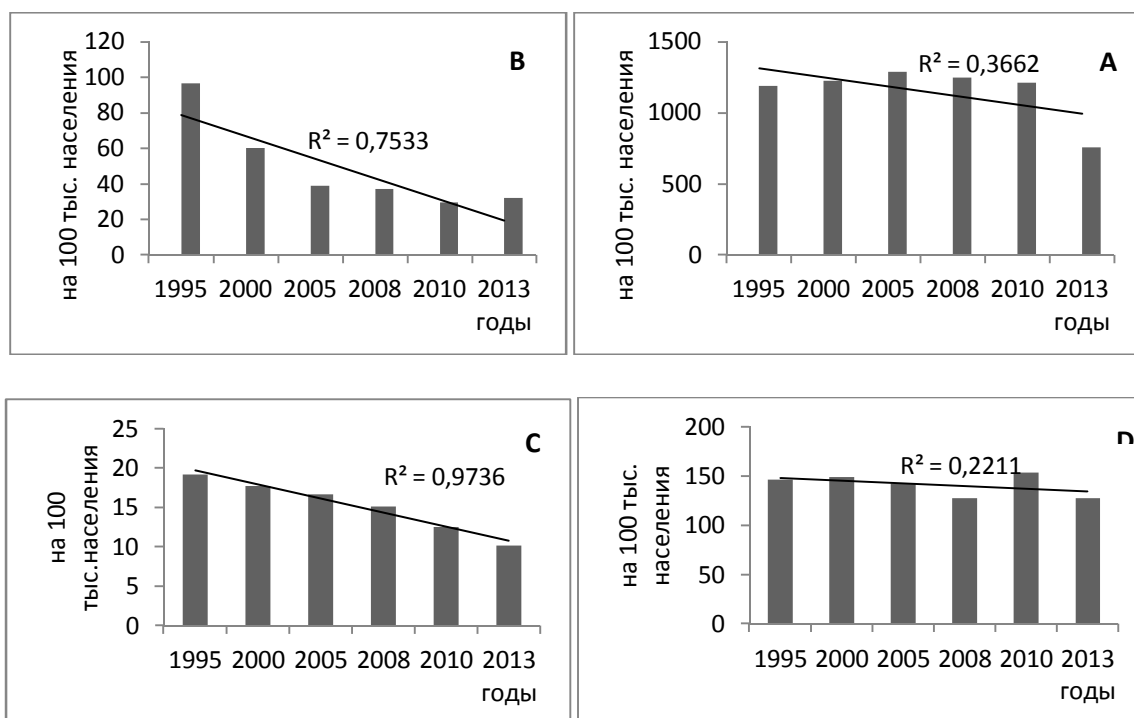 B
на 100 тыс. населения
120
100
80
60
40
20
0
R² = 0,7533
1995 2000 2005 2008 2010 2013
годы
A
на 100 тыс. населения
1500
1000
500
0
R² = 0,3662
1995 2000 2005 2008 2010 2013
годы
C
на 100
тыс.населения
25
20
15
10
5
0
R² = 0,9736
1995 2000 2005 2008 2010 2013
годы
D
на 100 тыс.
населения
200
150
100
50
0
R² = 0,2211
1995 2000 2005 2008 2010 2013
годы